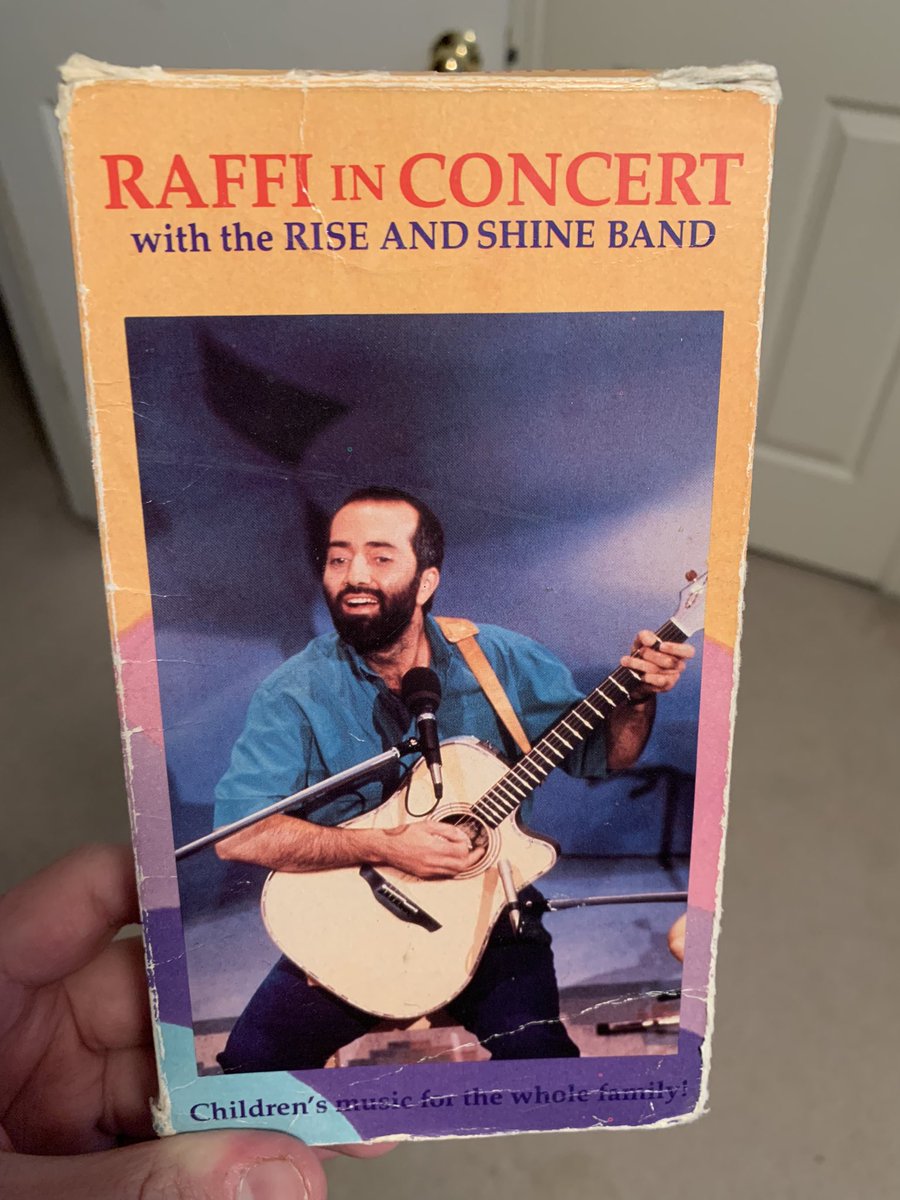 RAFFI IN CONCERT
with the RISE AND SHINE BAND
Children's music for the whole family!